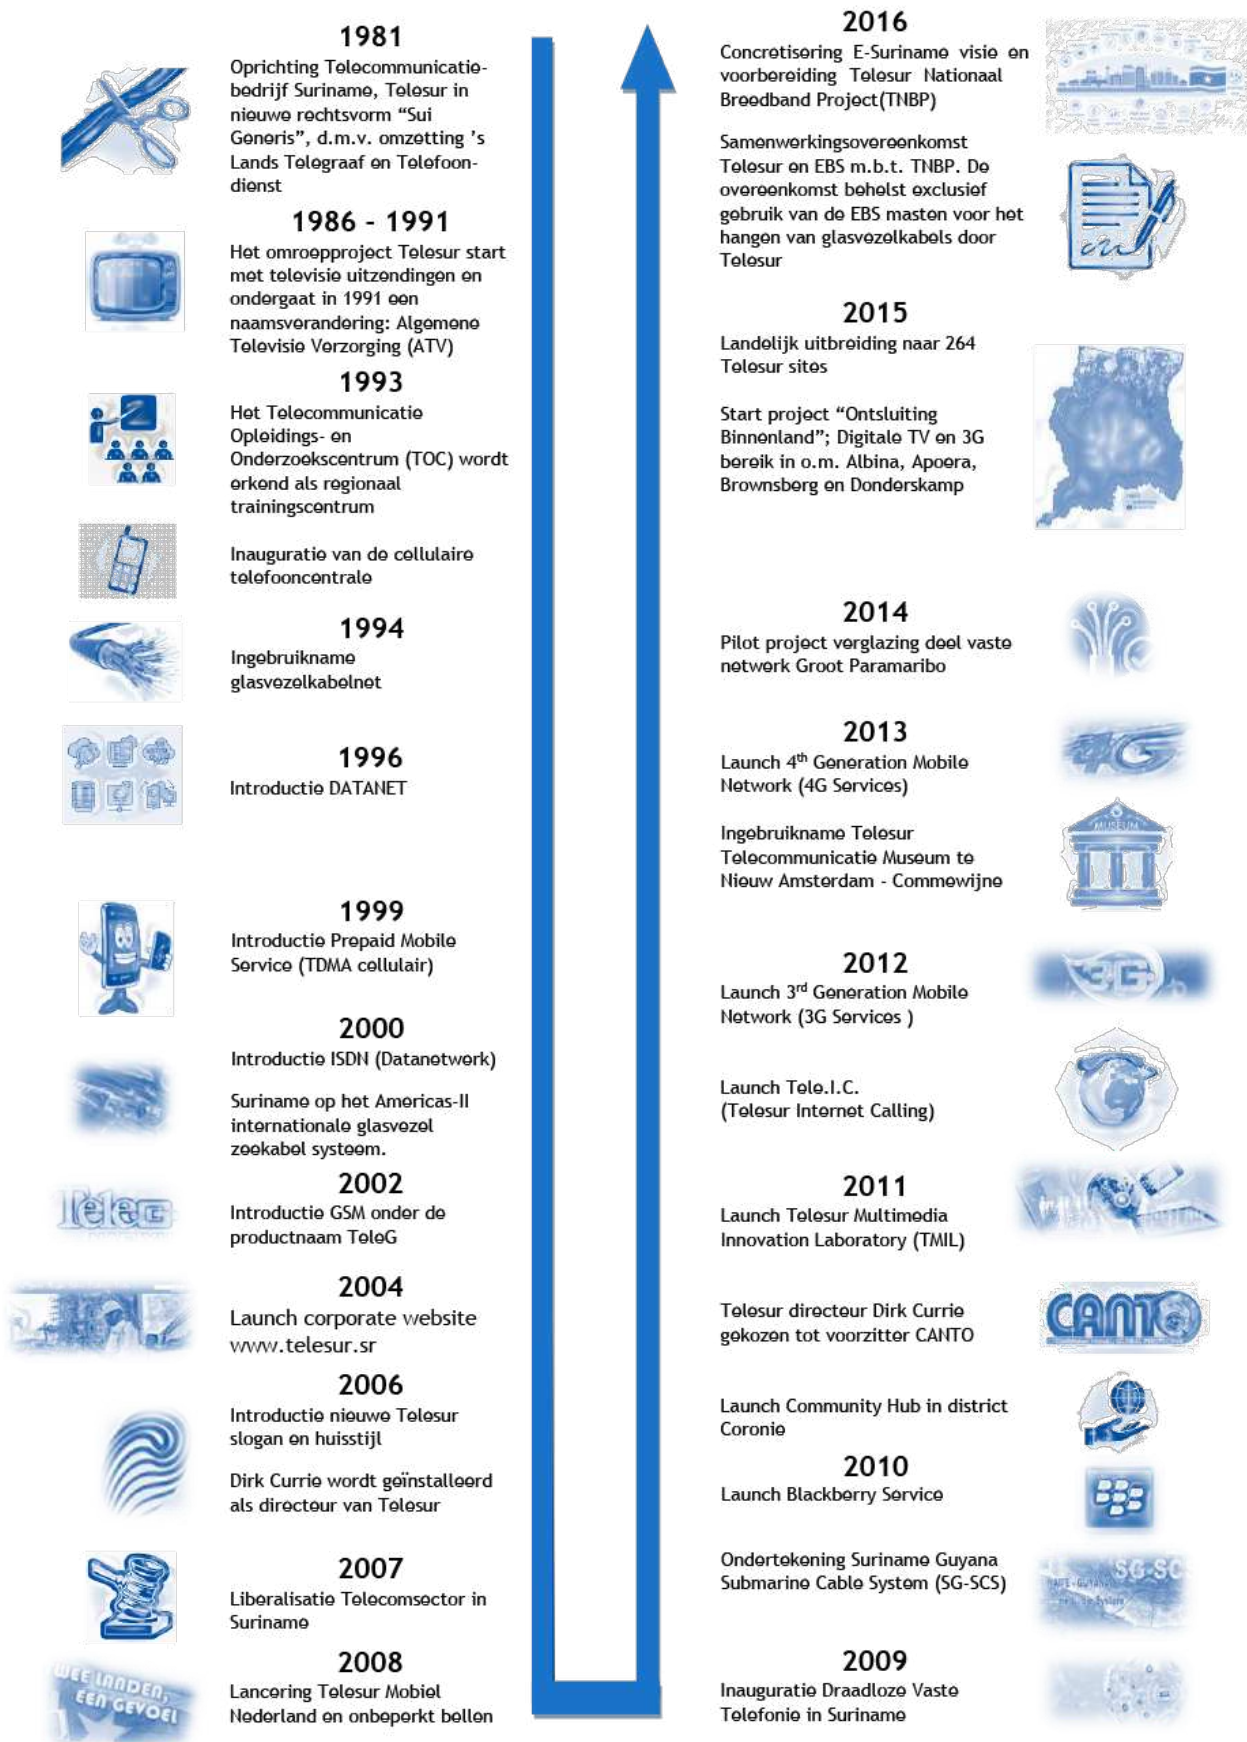 1981
Oprichting Telecommunicatie-
bedrijf Suriname, Telesur in
nieuwe rechtsvorm “Sui
Generis”, d.m.v. omzetting ’s
Lands Telegraaf en Telefoon-
dienst
1986 - 1991
Het omroepproject Telesur start
met televisie uitzendingen en
ondergaat in 1991 een
naamsverandering: Algemene
Televisie Verzorging (ATV)
1993
Het Telecommunicatie
Opleidings- en
Onderzoekscentrum (TOC) wordt
erkend als regionaal
trainingscentrum
Inauguratie van de cellulaire
telefooncentrale
1994
Ingebruikname
glasvezelkabelnet
1996
Introductie DATANET
1999
Introductie Prepaid Mobile
Service (TDMA cellulair)
2000
Introductie ISDN (Datanetwerk)
Suriname op het Americas-II
internationale glasvezel
zeekabel systeem.
TeleG
2002
Introductie GSM onder de
productnaam TeleG
2004
Launch corporate website
www.telesur.sr
2006
Introductie nieuwe Telesur
slogan en huisstijl
Dirk Currie wordt geïnstalleerd
als directeur van Telesur
2007
Liberalisatie Telecomsector in
Suriname
WEE LANDEN,
EEN GEVOEL
2008
Lancering Telesur Mobiel
Nederland en onbeperkt bellen
2016
Concretisering E-Suriname visie en
voorbereiding Telesur Nationaal
Breedband Project(TNBP)
Samenwerkingsovereenkomst
Telesur en EBS m.b.t. TNBP. De
overeenkomst behelst exclusief
gebruik van de EBS masten voor het
hangen van glasvezelkabels door
Telesur
2015
Landelijk uitbreiding naar 264
Telesur sites
Start project “Ontsluiting
Binnenland”; Digitale TV en 3G
bereik in o.m. Albina, Apoera,
Brownsberg en Donderskamp
2014
Pilot project verglazing deel vaste
netwerk Groot Paramaribo
2013
Launch 4th Generation Mobile
Network (4G Services)
4G
Ingebruikname Telesur
Telecommunicatie Museum te
Nieuw Amsterdam - Commewijne
MUSEUM
2012
Launch 3rd Generation Mobile
Network (3G Services )
3G
Launch Tele.I.C.
(Telesur Internet Calling)
2011
Launch Telesur Multimedia
Innovation Laboratory (TMIL)
Telesur directeur Dirk Currie
gekozen tot voorzitter CANTO
CANTO
Launch Community Hub in district
Coronie
2010
Launch Blackberry Service
Ondertekening Suriname Guyana
Submarine Cable System (SG-SCS)
SG-SC
2009
Inauguratie Draadloze Vaste
Telefonie in Suriname